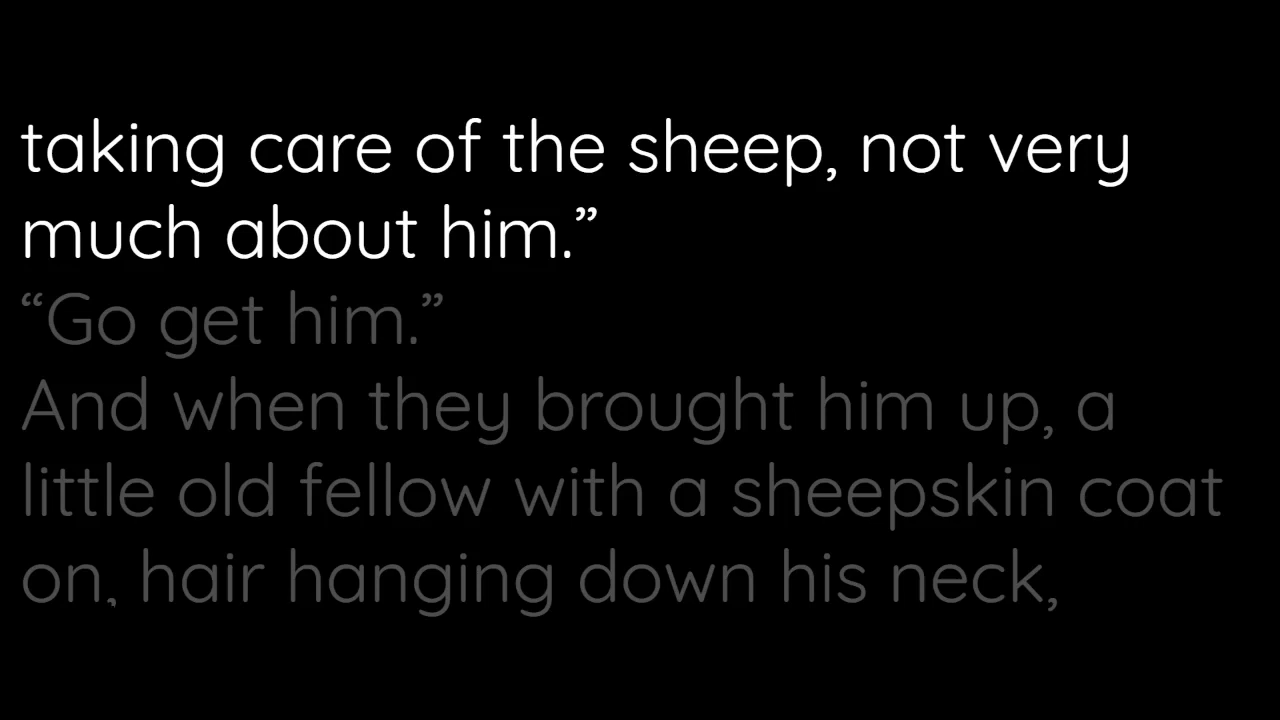 taking care of the sheep, not very
much about him.”
“Go get him.”
And when they brought him up, a
little old fellow with a sheepskin coat
on, hair hanging down his neck,